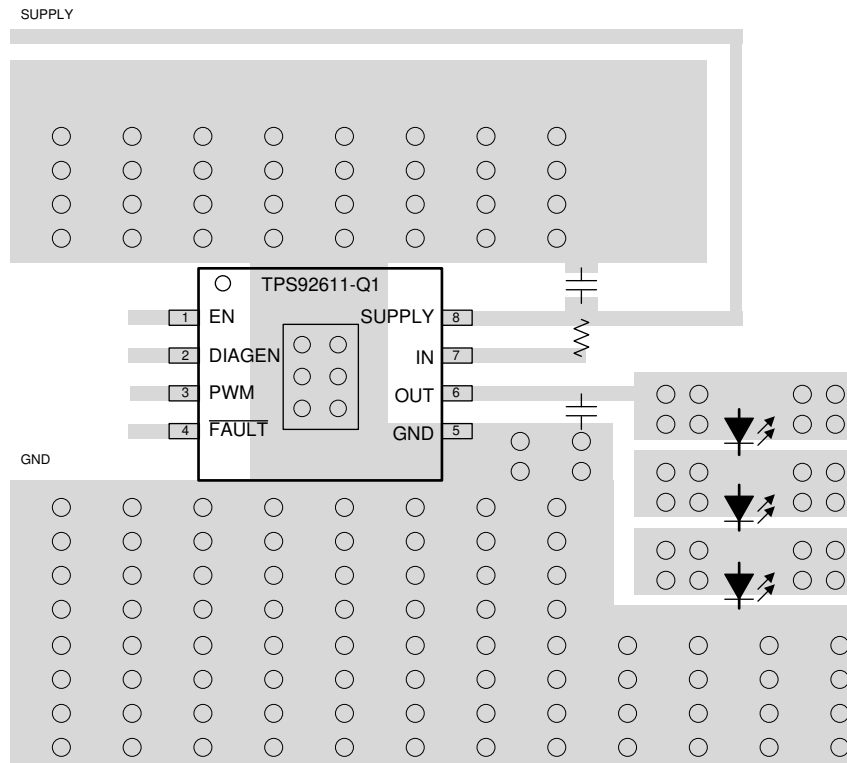 SUPPLY
TPS92611-Q1
1 EN SUPPLY 8
2 DIAGEN IN 7
3 PWM OUT 6
4 FAULT GND 5
GND